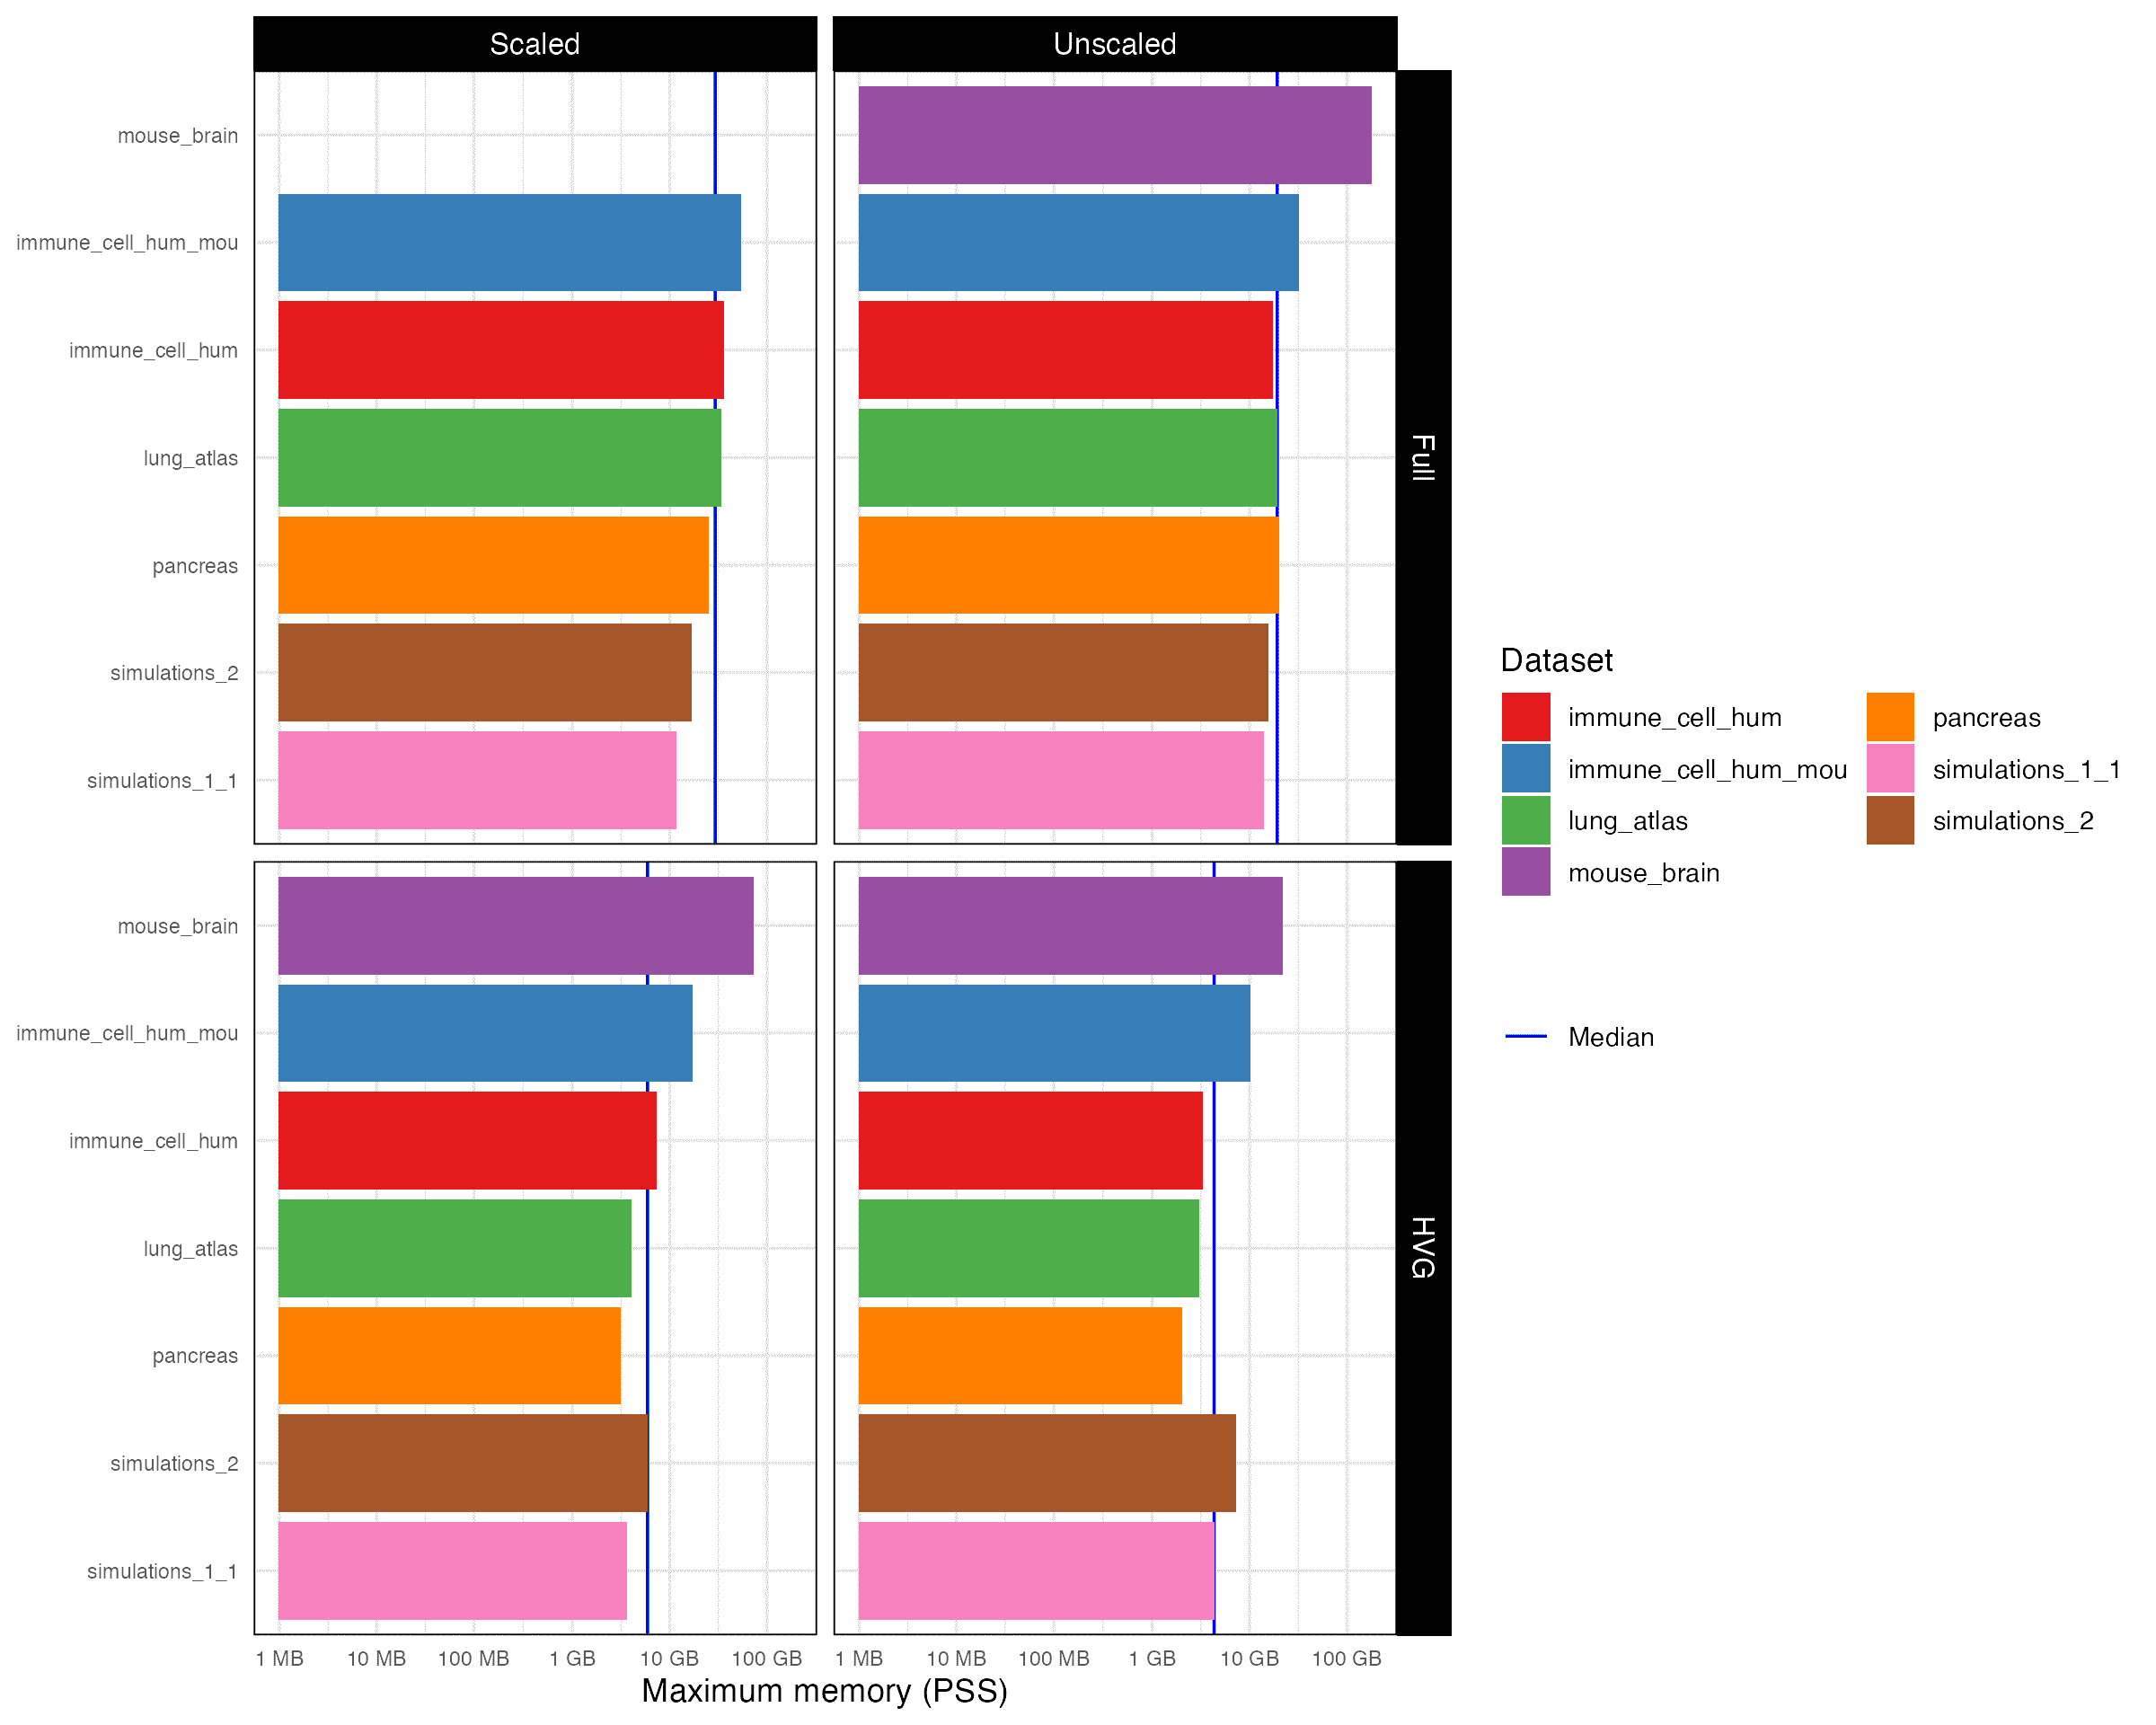 Scaled
Unscaled
mouse_brain
immune_cell_hum_mou
immune_cell_hum
lung_atlas
pancreas
simulations_2
simulations_1_1
Full
mouse_brain
immune_cell_hum_mou
immune_cell_hum
lung_atlas
pancreas
simulations_2
simulations_1_1
HVG
1 MB 10 MB 100 MB 1 GB 10 GB 100 GB
1 MB 10 MB 100 MB 1 GB 10 GB 100 GB
Maximum memory (PSS)
Dataset
immune_cell_hum
immune_cell_hum_mou
lung_atlas
mouse_brain
pancreas
simulations_1_1
simulations_2
Median